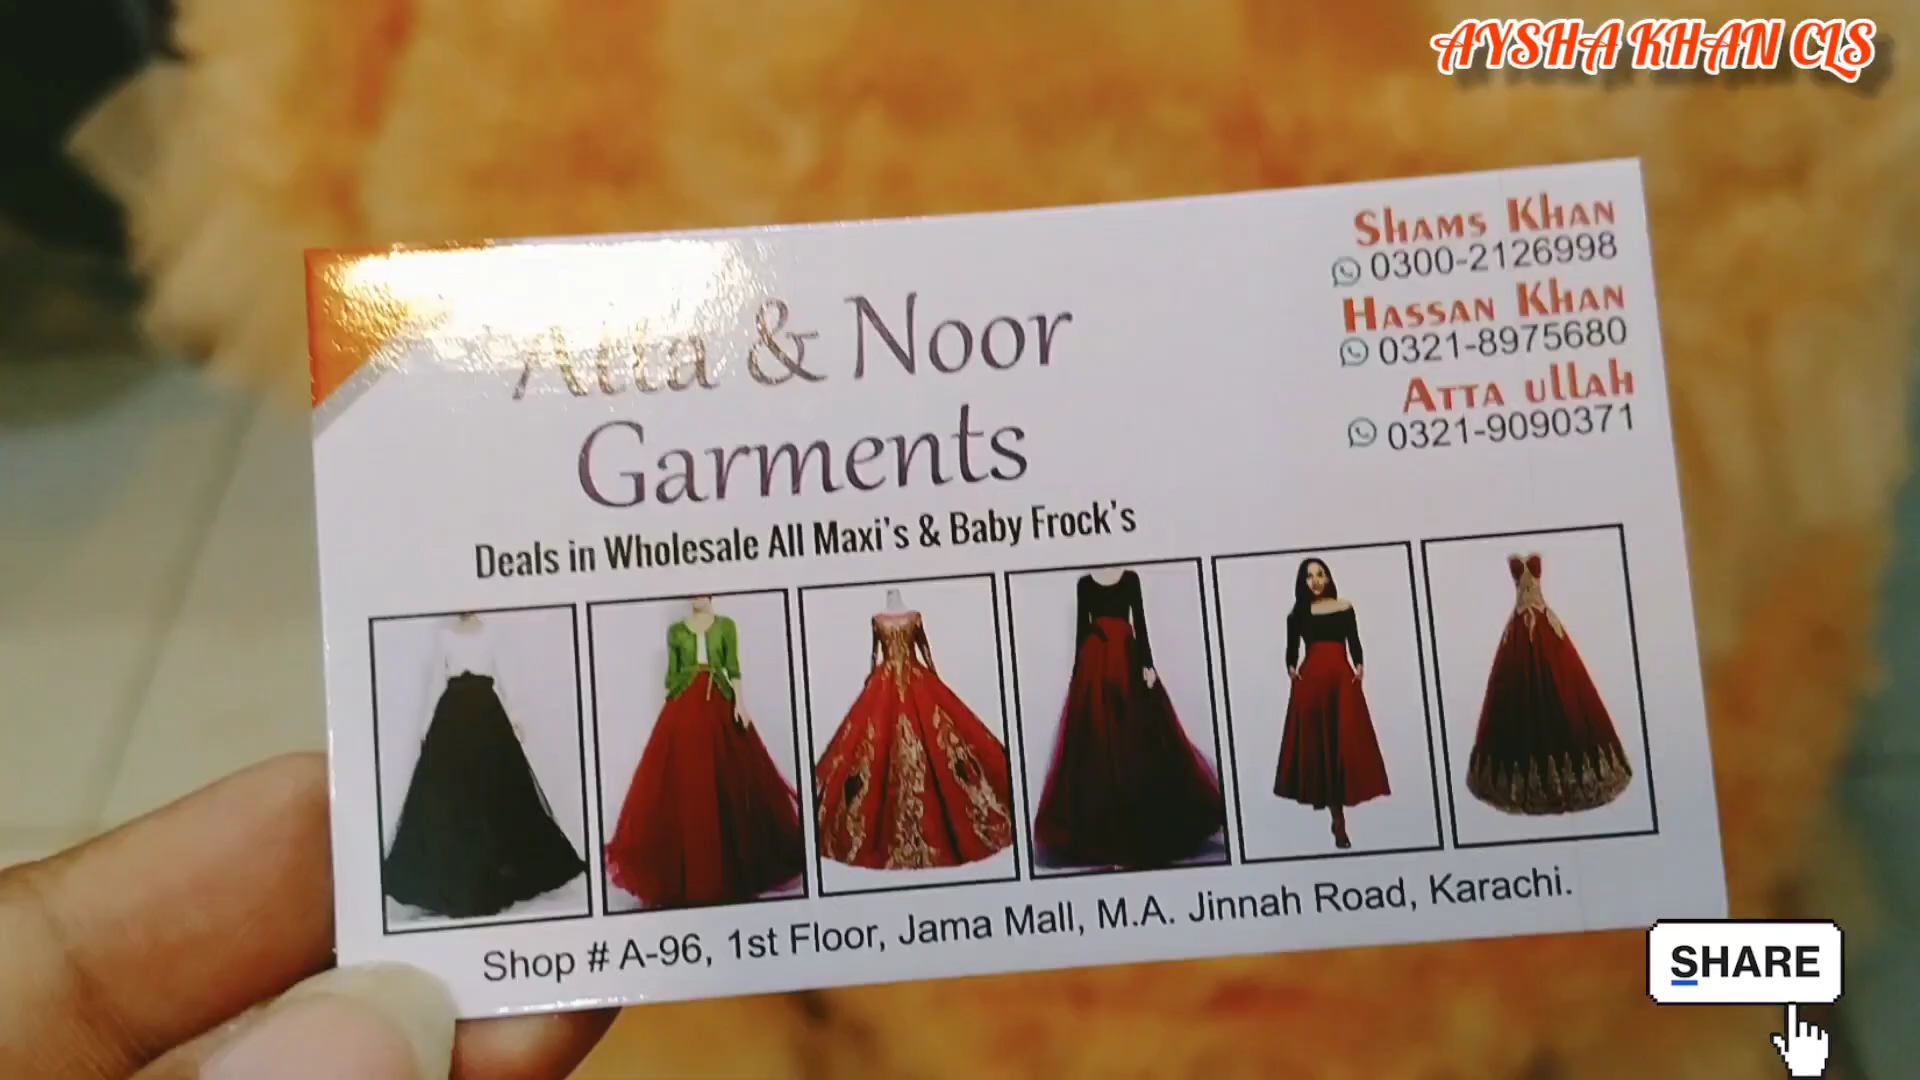 AYSHA KHAN CLS
Shams Khan
0300-2126998
Hassan Khan
0321-8975680
Atta ullah
0321-9090371
Atta & Noor
Garments
Deals in Wholesale All Maxi's & Baby Frock's
Shop # A-96, 1st Floor, Jama Mall, M.A. Jinnah Road, Karachi.
SHARE